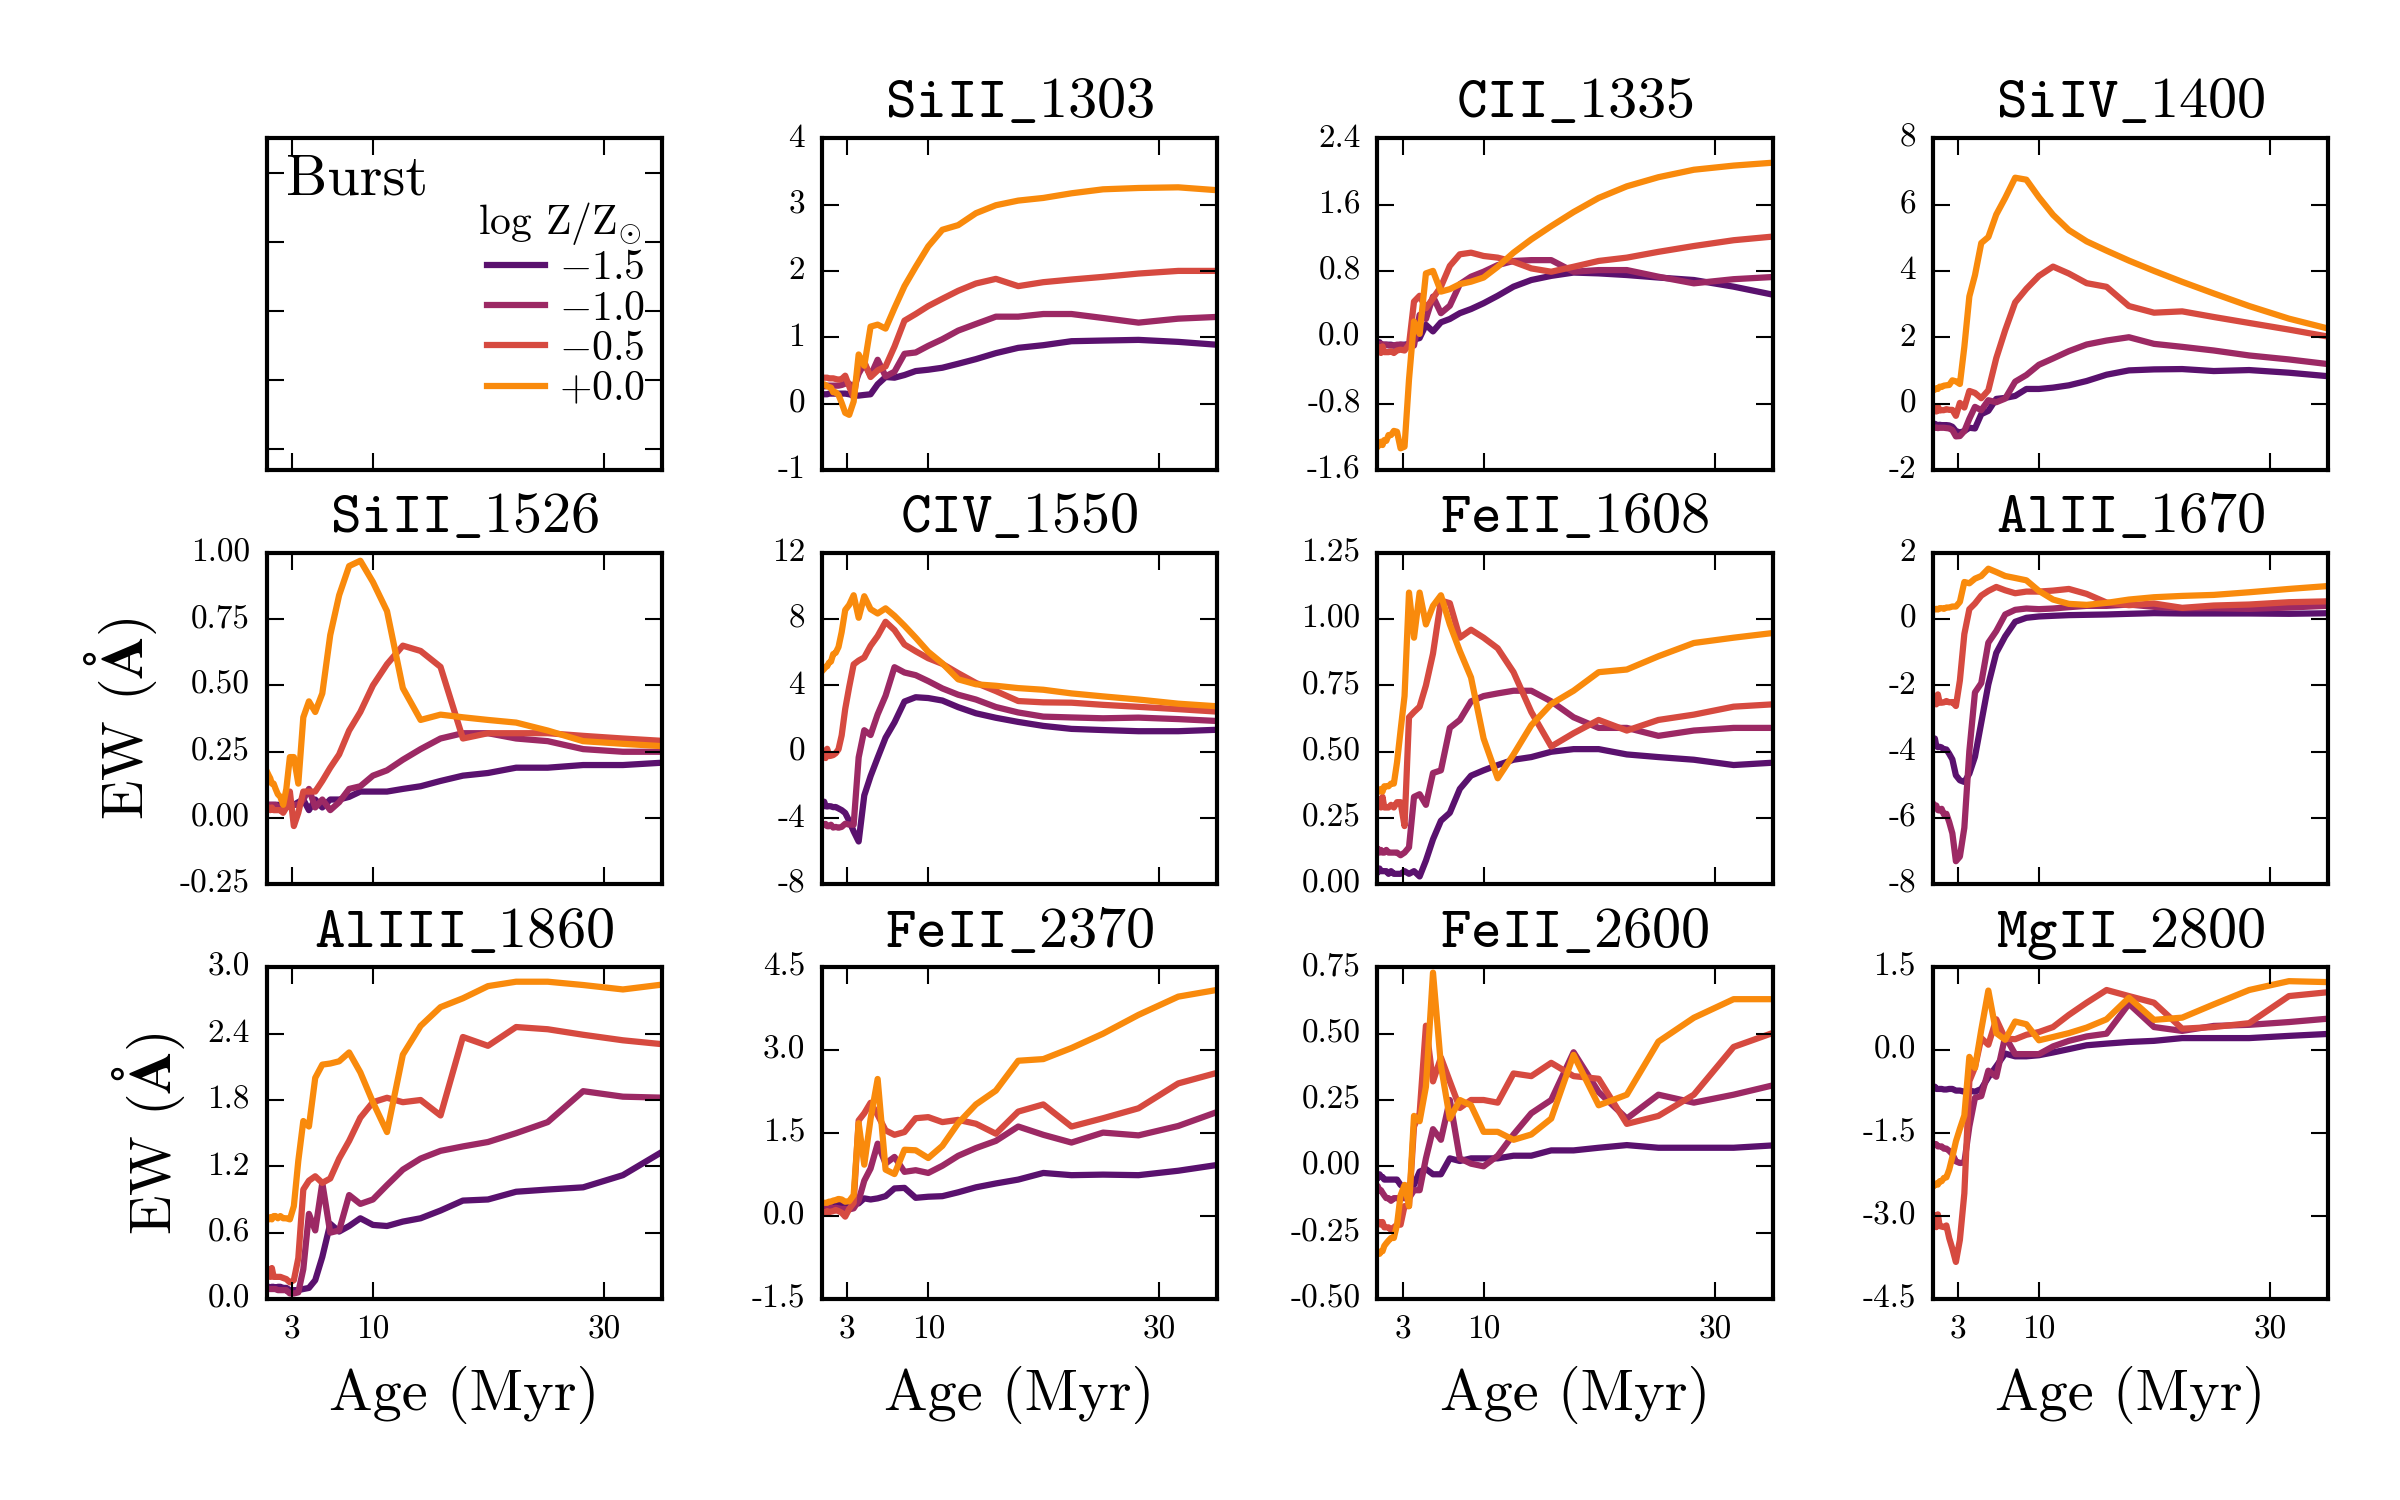 Burst
log Z/Z⊙
−1.5
−1.0
−0.5
+0.0
SiII_1303
4
3
2
1
0
-1
CII_1335
2.4
1.6
0.8
0.0
-0.8
-1.6
SiIV_1400
8
6
4
2
0
-2
EW (Å)
SiII_1526
1.00
0.75
0.50
0.25
0.00
-0.25
CIV_1550
12
8
4
0
-4
-8
FeII_1608
1.25
1.00
0.75
0.50
0.25
0.00
AlII_1670
2
0
-2
-4
-6
-8
EW (Å)
AlIII_1860
3.0
2.4
1.8
1.2
0.6
0.0
3 10 30
Age (Myr)
FeII_2370
4.5
3.0
1.5
0.0
-1.5
3 10 30
Age (Myr)
FeII_2600
0.75
0.50
0.25
0.00
-0.25
-0.50
3 10 30
Age (Myr)
MgII_2800
1.5
0.0
-1.5
-3.0
-4.5
3 10 30
Age (Myr)